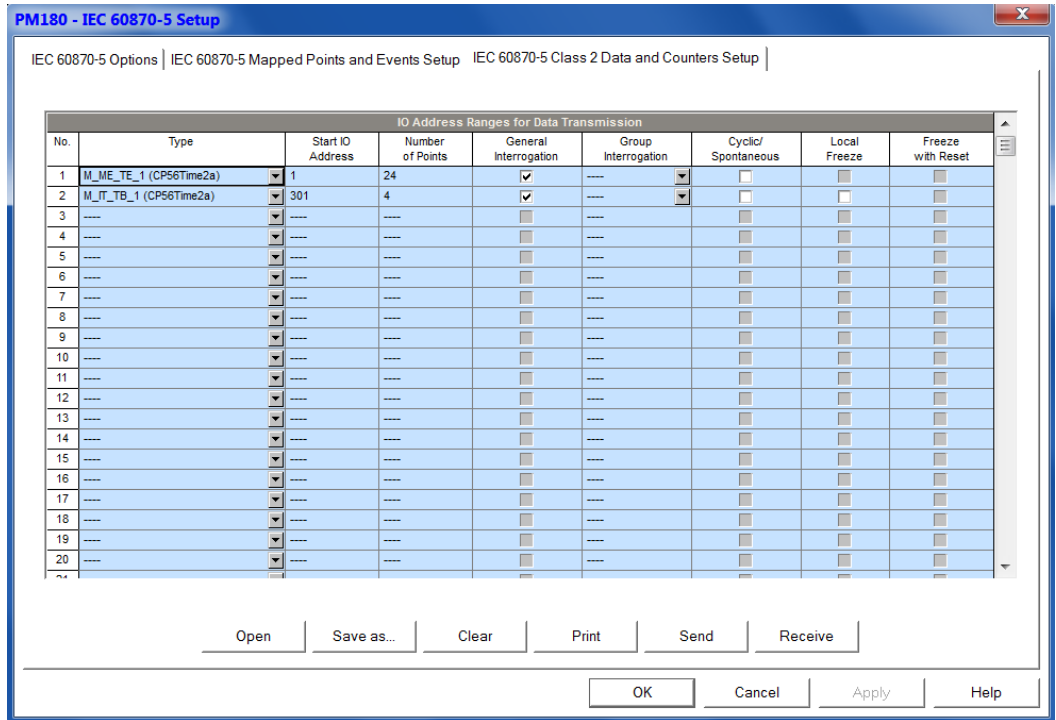 PM180 - IEC 60870-5 Setup
X
IEC 60870-5 Options IEC 60870-5 Mapped Points and Events Setup IEC 60870-5 Class 2 Data and Counters Setup
IO Address Ranges for Data Transmission
No. Type Start IO Address Number of Points General Interrogation Group Interrogation Cyclic/ Spontaneous Local Freeze Freeze with Reset
1 M_ME_TE_1 (CP56Time2a) 1 24 ----
2 M_IT_TB_1 (CP56Time2a) 301 4 ----
3 ---- ---- ---- ----
4 ---- ---- ---- ----
5 ---- ---- ---- ----
6 ---- ---- ---- ----
7 ---- ---- ---- ----
8 ---- ---- ---- ----
9 ---- ---- ---- ----
10 ---- ---- ---- ----
11 ---- ---- ---- ----
12 ---- ---- ---- ----
13 ---- ---- ---- ----
14 ---- ---- ---- ----
15 ---- ---- ---- ----
16 ---- ---- ---- ----
17 ---- ---- ---- ----
18 ---- ---- ---- ----
19 ---- ---- ---- ----
20 ---- ---- ---- ----
Open Save as... Clear Print Send Receive
OK Cancel Apply Help